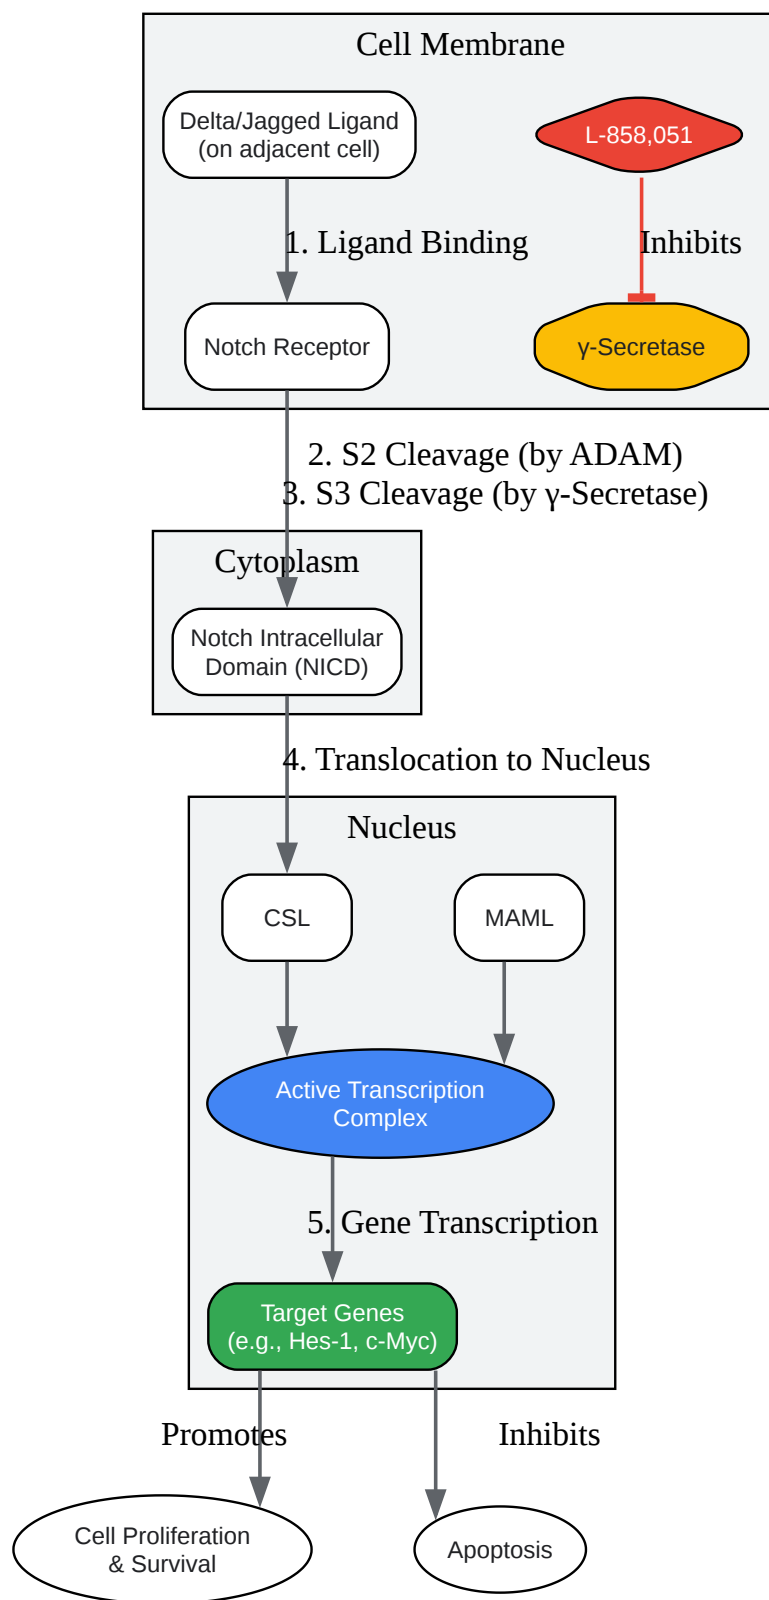 Cell Membrane
Delta/Jagged Ligand
(on adjacent cell)
L-858,051
1. Ligand Binding
Inhibits
Notch Receptor
γ-Secretase
2. S2 Cleavage (by ADAM)
3. S3 Cleavage (by γ-Secretase)
Cytoplasm
Notch Intracellular
Domain (NICD)
4. Translocation to Nucleus
Nucleus
CSL
MAML
Active Transcription
Complex
5. Gene Transcription
Target Genes
(e.g., Hes-1, c-Myc)
Promotes
Inhibits
Cell Proliferation
& Survival
Apoptosis